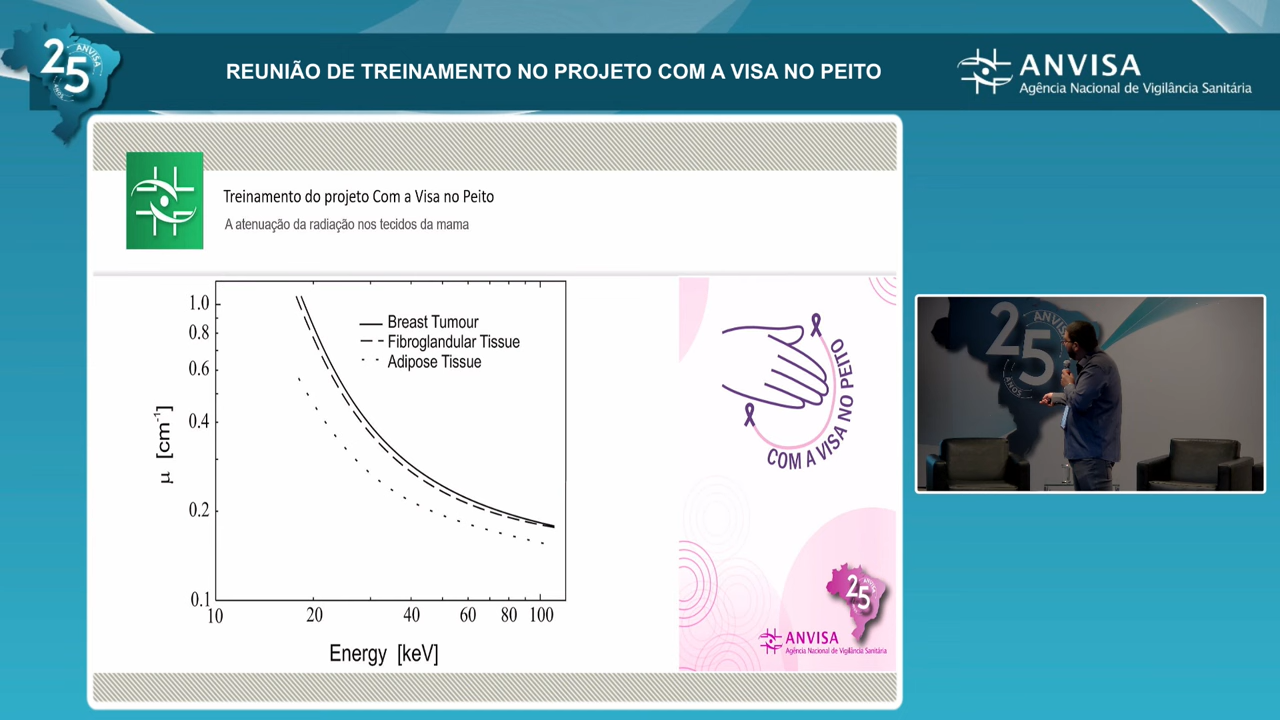 25
ANVISA
ANOS
REUNIÃO DE TREINAMENTO NO PROJETO COM A VISA NO PEITO
ANVISA
Agência Nacional de Vigilância Sanitária
Treinamento do projeto Com a Visa no Peito
A atenuação da radiação nos tecidos da mama
1.0
0.8
0.6
0.4
0.2
0.1
μ [cm⁻¹]
Breast Tumour
Fibroglandular Tissue
Adipose Tissue
10
20
40
60
80
100
Energy [keV]
COM A VISA NO PEITO
25
ANVISA
Agência Nacional de Vigilância Sanitária
25
ANVISA
ANOS